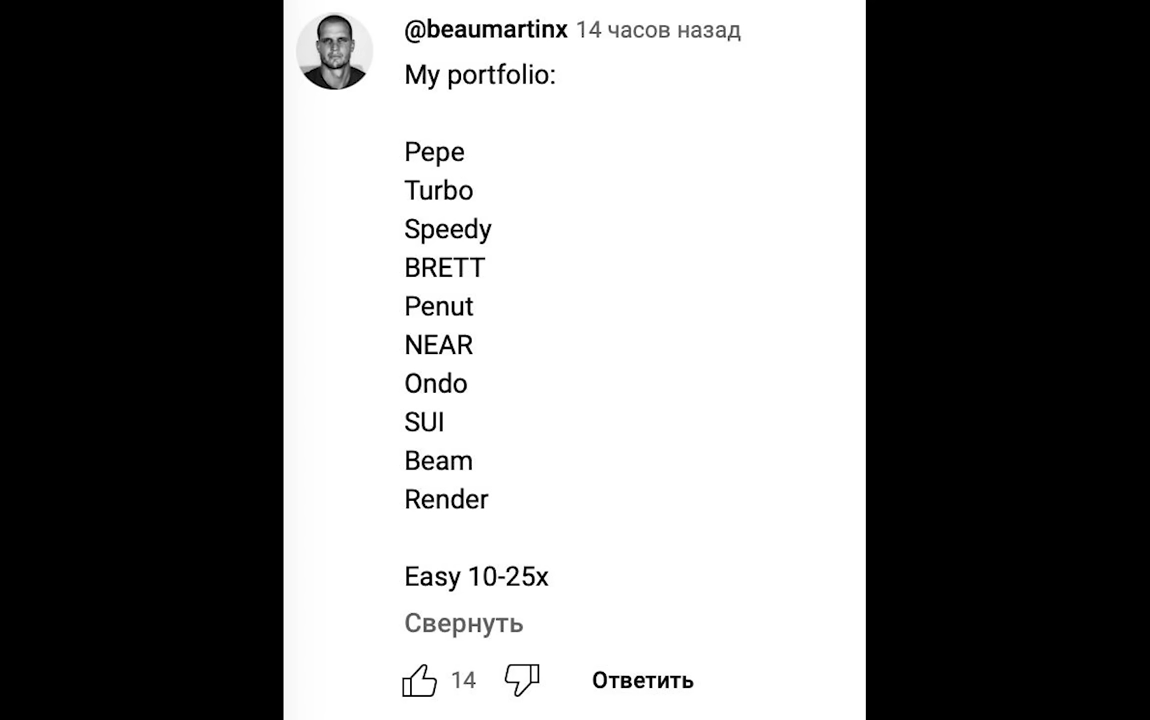 @beaumartinx 14 часов назад
My portfolio:
Pepe
Turbo
Speedy
BRETT
Penut
NEAR
Ondo
SUI
Beam
Render
Easy 10-25x
Свернуть
14 Ответить